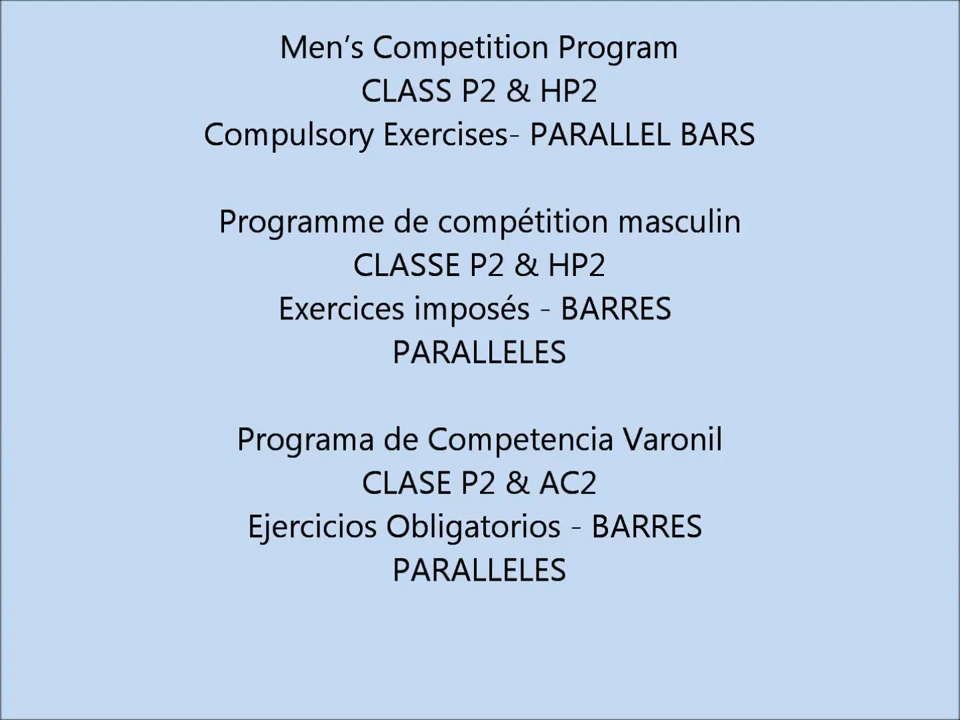 Men's Competition Program
CLASS P2 & HP2
Compulsory Exercises- PARALLEL BARS
Programme de compétition masculin
CLASSE P2 & HP2
Exercices imposés - BARRES
PARALLELES
Programa de Competencia Varonil
CLASE P2 & AC2
Ejercicios Obligatorios - BARRES
PARALLELES